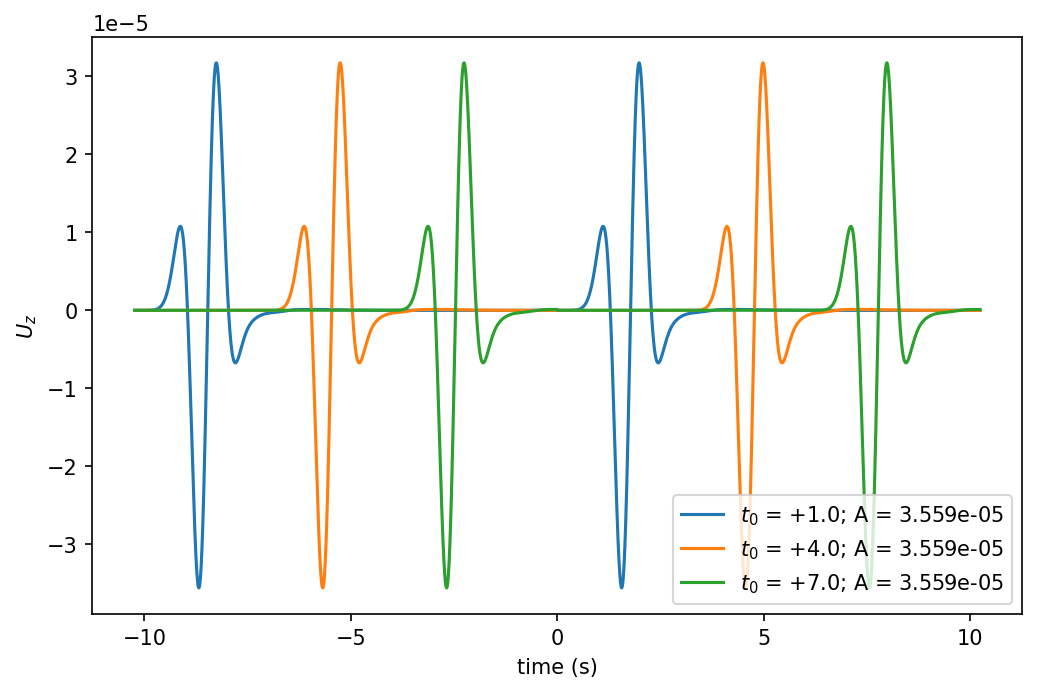 1e−5
3
2
1
0
−1
−2
−3
U_z
−10
−5
0
5
10
time (s)
t_0 = +1.0; A = 3.559e-05
t_0 = +4.0; A = 3.559e-05
t_0 = +7.0; A = 3.559e-05